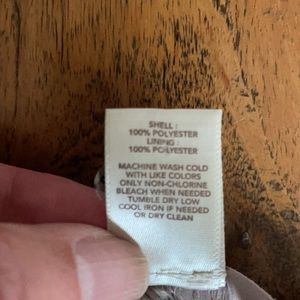 SHELL :
100% POLYESTER
LINING :
100% POLYESTER
MACHINE WASH COLD
WITH LIKE COLORS
ONLY NON-CHLORINE
BLEACH WHEN NEEDED
TUMBLE DRY LOW
COOL IRON IF NEEDED
OR DRY CLEAN